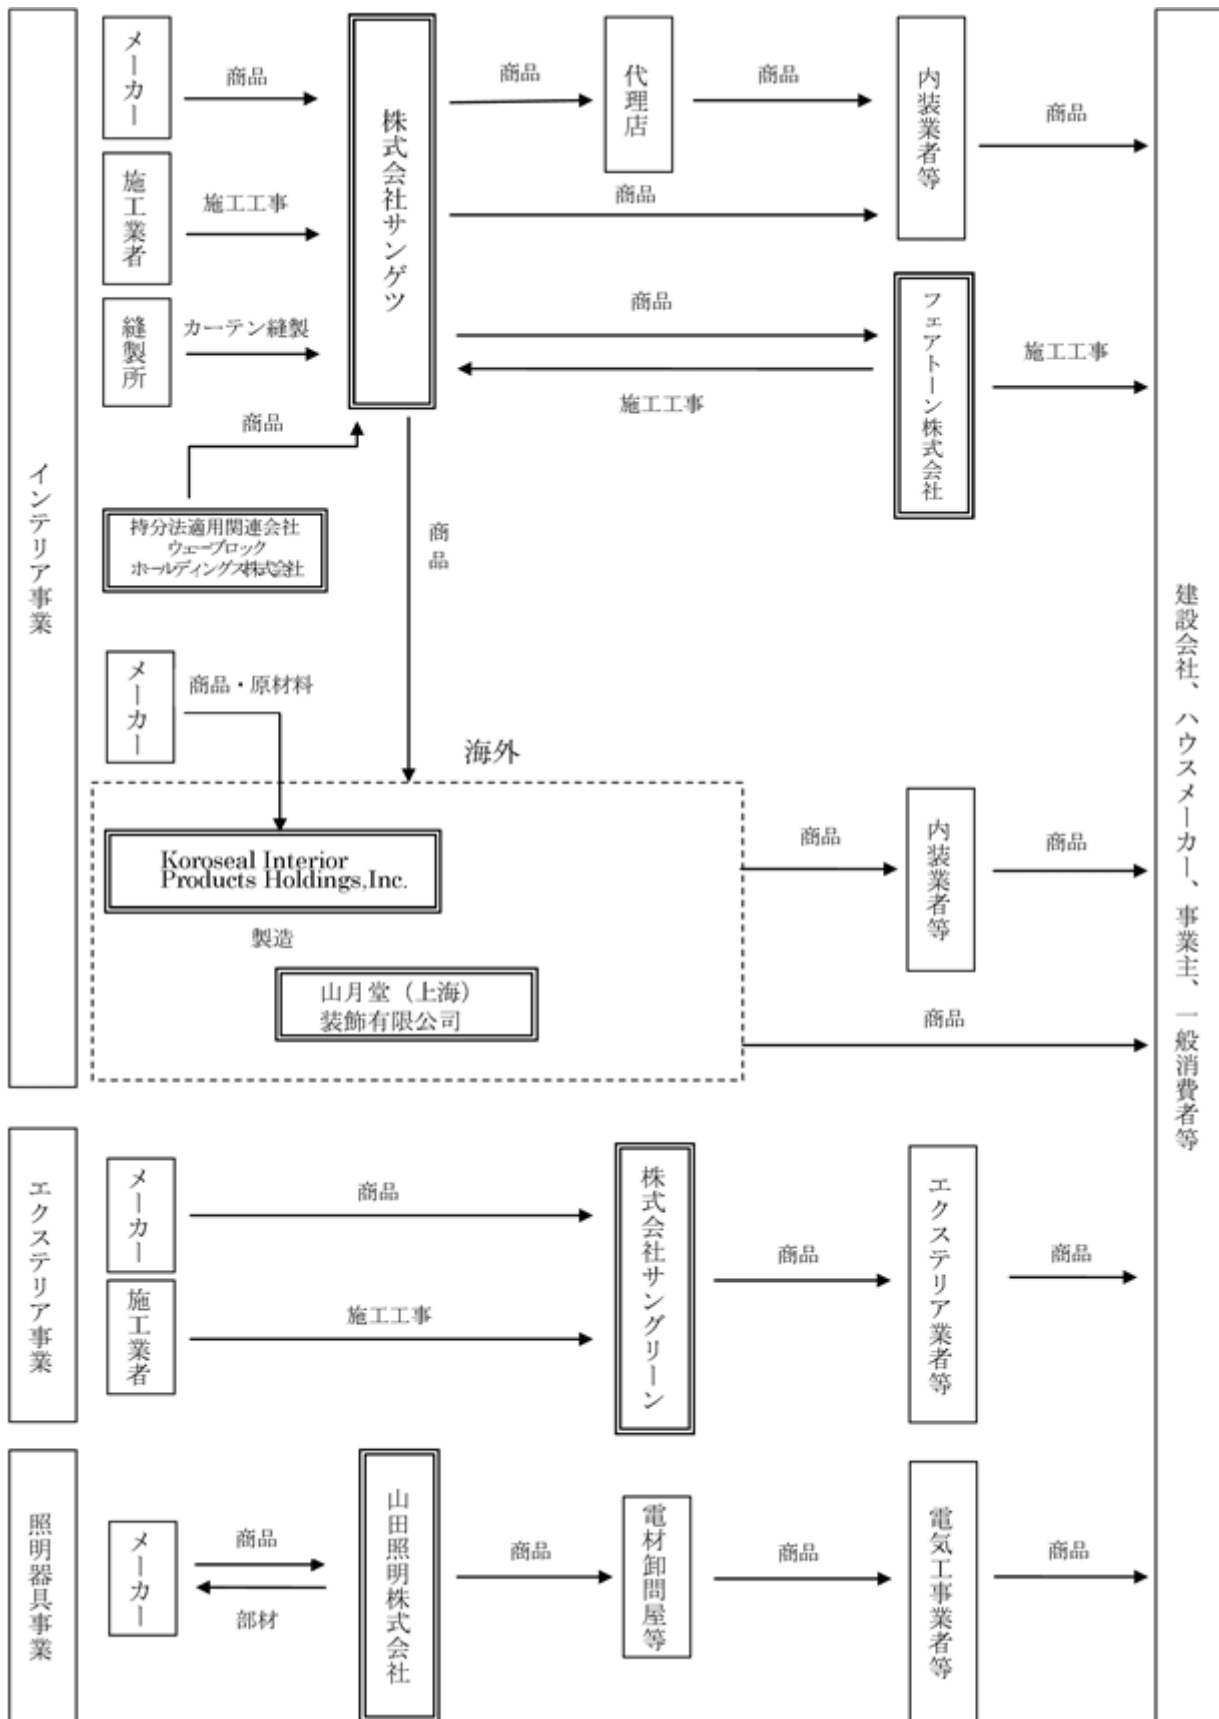 インテリア事業
メーカー
商品
施工業者
施工工事
縫製所
カーテン縫製
株式会社サンゲツ
商品
代理店
商品
内装業者等
商品
商品
商品
施工工事
フェアトーン株式会社
施工工事
商品
持分法適用関連会社
ウェーブロック
ホールディングス株式会社
商品
メーカー
商品・原材料
海外
Koroseal Interior
Products Holdings,Inc.
製造
山月堂（上海）
装飾有限公司
商品
内装業者等
商品
商品
エクステリア事業
メーカー
商品
施工業者
施工工事
株式会社サングリーン
商品
エクステリア業者等
商品
照明器具事業
メーカー
商品
部材
山田照明株式会社
商品
電材卸問屋等
商品
電気工事業者等
商品
建設会社、ハウスメーカー、事業主、一般消費者等